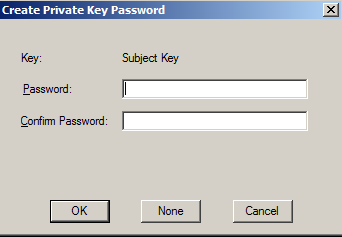 Create Private Key Password
Key: Subject Key
Password:
Confirm Password:
OK None Cancel